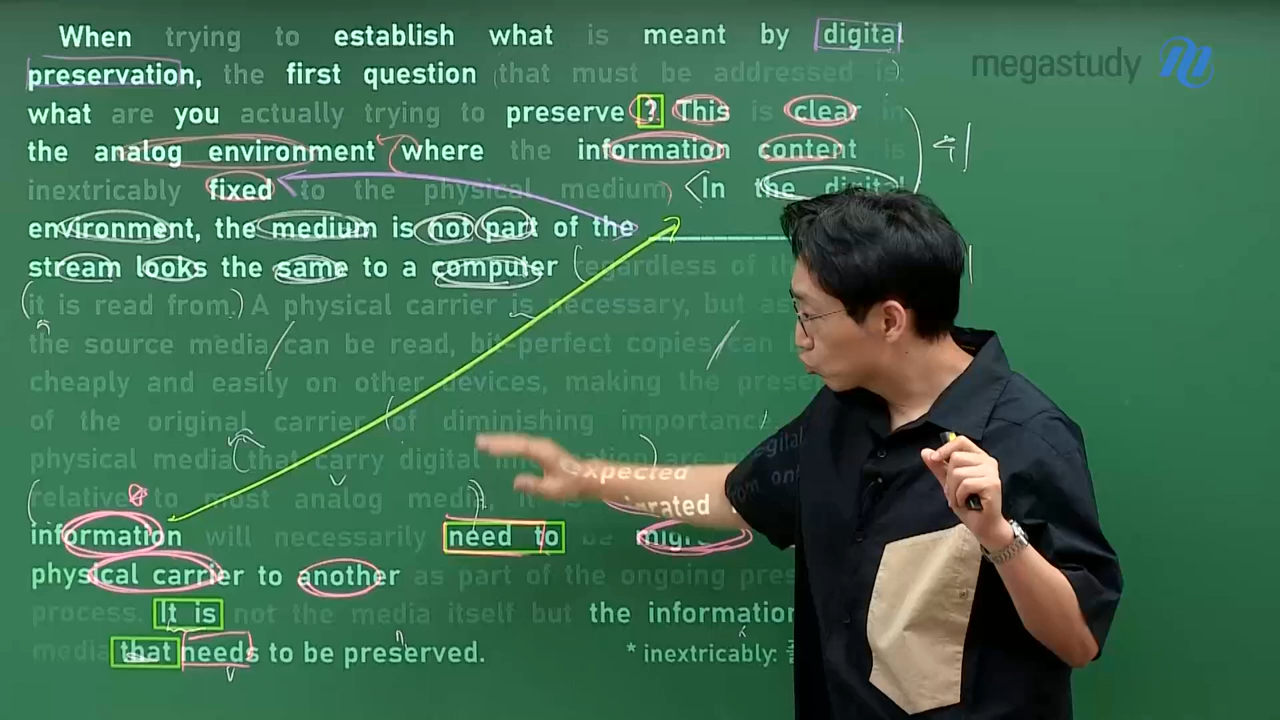 When trying to establish what is meant by digital
megastudy
preservation, the first question that must be addressed is
what are you actually trying to preserve? This is clear in
the analog environment where the information content is
inextricably fixed to the physical medium. In the digital
environment, the medium is not part of the
stream looks the same to a computer regardless of
it is read from. A physical carrier is necessary, but as
the source media can be read, bit-perfect copies can
cheaply and easily on other devices, making the
of the original carrier of diminishing importance
physical media that carry digital
relative to most analog media, it is expected
information will necessarily need to be
physical carrier to another as part of the ongoing
process. It is not the media itself but the information
media that needs to be preserved.
* inextricably: